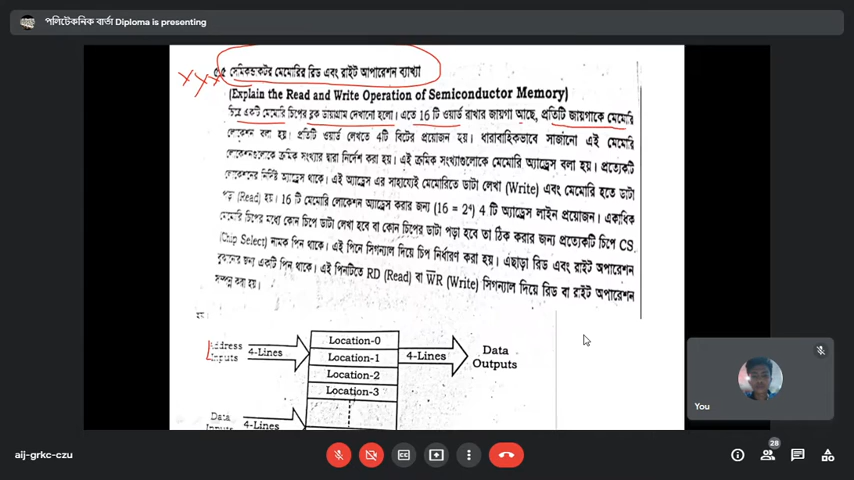 পলিটেকনিক বার্তা Diploma is presenting
৫.৫ সেমিকন্ডাক্টর মেমোরির রিড এবং রাইট অপারেশন ব্যাখ্যা
(Explain the Read and Write Operation of Semiconductor Memory)
চিত্রে একটি মেমোরি চিপের ব্লক ডায়াগ্রাম দেখানো হলো। এতে 16 টি ওয়ার্ড রাখার জায়গা আছে, প্রতিটি জায়গাকে মেমোরি
লোকেশন বলা হয়। প্রতিটি ওয়ার্ড লেখতে 4টি বিটের প্রয়োজন হয়। ধারাবাহিকভাবে সাজানো এই মেমোরি
লোকেশনগুলোকে ক্রমিক সংখ্যার দ্বারা নির্দেশ করা হয়। এই ক্রমিক সংখ্যাগুলোকে মেমোরি অ্যাড্রেস বলা হয়। প্রত্যেকটি
লোকেশনের নির্দিষ্ট অ্যাড্রেস থাকে। এই অ্যাড্রেস এর সাহায্যেই মেমোরিতে ডাটা লেখা (Write) এবং মেমোরি হতে ডাটা
পড়া (Read) হয়। 16 টি মেমোরি লোকেশন অ্যাড্রেস করার জন্য (16 = 2⁴) 4 টি অ্যাড্রেস লাইন প্রয়োজন। একাধিক
মেমোরি চিপের মধ্যে কোন চিপে ডাটা লেখা হবে বা কোন চিপের ডাটা পড়া হবে তা ঠিক করার জন্য প্রত্যেকটি চিপে CS
(Chip Select) নামক পিন থাকে। এই পিনে সিগন্যাল দিয়ে চিপ নির্ধারণ করা হয়। এছাড়া রিড এবং রাইট অপারেশন
বুঝানোর জন্য একটি পিন থাকে। এই পিনটিতে RD (Read) বা W̅R̅ (Write) সিগন্যাল দিয়ে রিড বা রাইট অপারেশন
সম্পন্ন করা হয়।
Address
Inputs
4-Lines
Location-0
Location-1
Location-2
Location-3
4-Lines
Data
Outputs
Data
Inputs
4-Lines
You
aij-grkc-czu
28